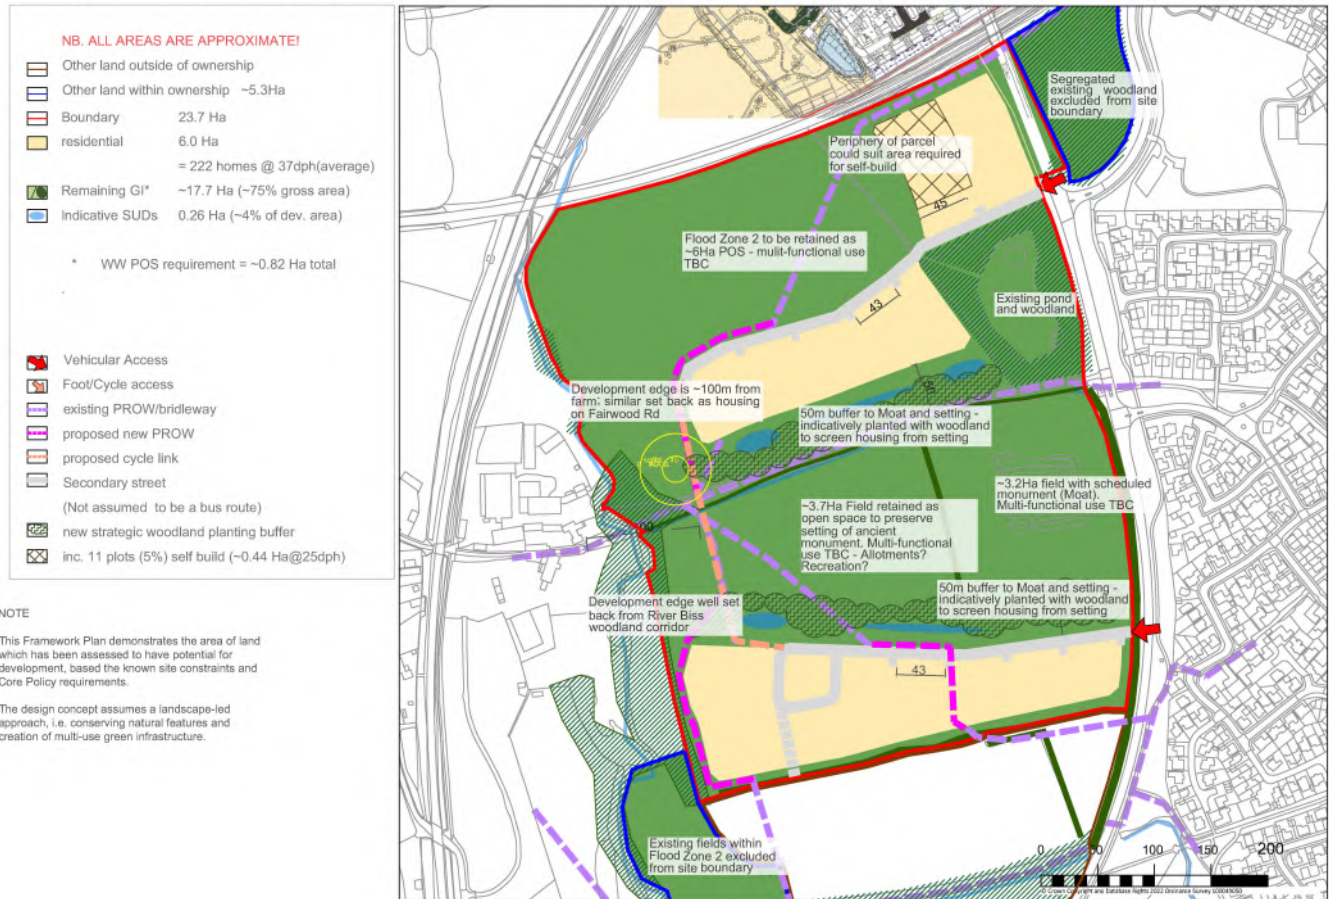 NB. ALL AREAS ARE APPROXIMATE!
Other land outside of ownership
Other land within ownership ~5.3Ha
Boundary 23.7 Ha
residential 6.0 Ha
= 222 homes @ 37dph(average)
Remaining GI* ~17.7 Ha (~75% gross area)
Indicative SUDs 0.26 Ha (~4% of dev. area)
* WW POS requirement = ~0.82 Ha total
Vehicular Access
Foot/Cycle access
existing PROW/bridleway
proposed new PROW
proposed cycle link
Secondary street
(Not assumed to be a bus route)
new strategic woodland planting buffer
inc. 11 plots (5%) self build (~0.44 Ha@25dph)
NOTE
This Framework Plan demonstrates the area of land
which has been assessed to have potential for
development, based the known site constraints and
Core Policy requirements.
The design concept assumes a landscape-led
approach, i.e. conserving natural features and
creation of multi-use green infrastructure.
Segregated
existing woodland
excluded from site
boundary
Periphery of parcel
could suit area required
for self-build
45
Flood Zone 2 to be retained as
~6Ha POS - mulit-functional use
TBC
43
Existing pond
and woodland
Development edge is ~100m from
farm; similar set back as housing
on Fairwood Rd
50
50m buffer to Moat and setting -
indicatively planted with woodland
to screen housing from setting
~3.2Ha field with scheduled
monument (Moat).
Multi-functional use TBC
~3.7Ha Field retained as
open space to preserve
setting of ancient
monument. Multi-functional
use TBC - Allotments?
Recreation?
100
50m buffer to Moat and setting -
indicatively planted with woodland
to screen housing from setting
Development edge well set
back from River Biss
woodland corridor
43
Existing fields within
Flood Zone 2 excluded
from site boundary
0 50 100 150 200
© Crown Copyright and Database Rights 2022 Ordnance Survey